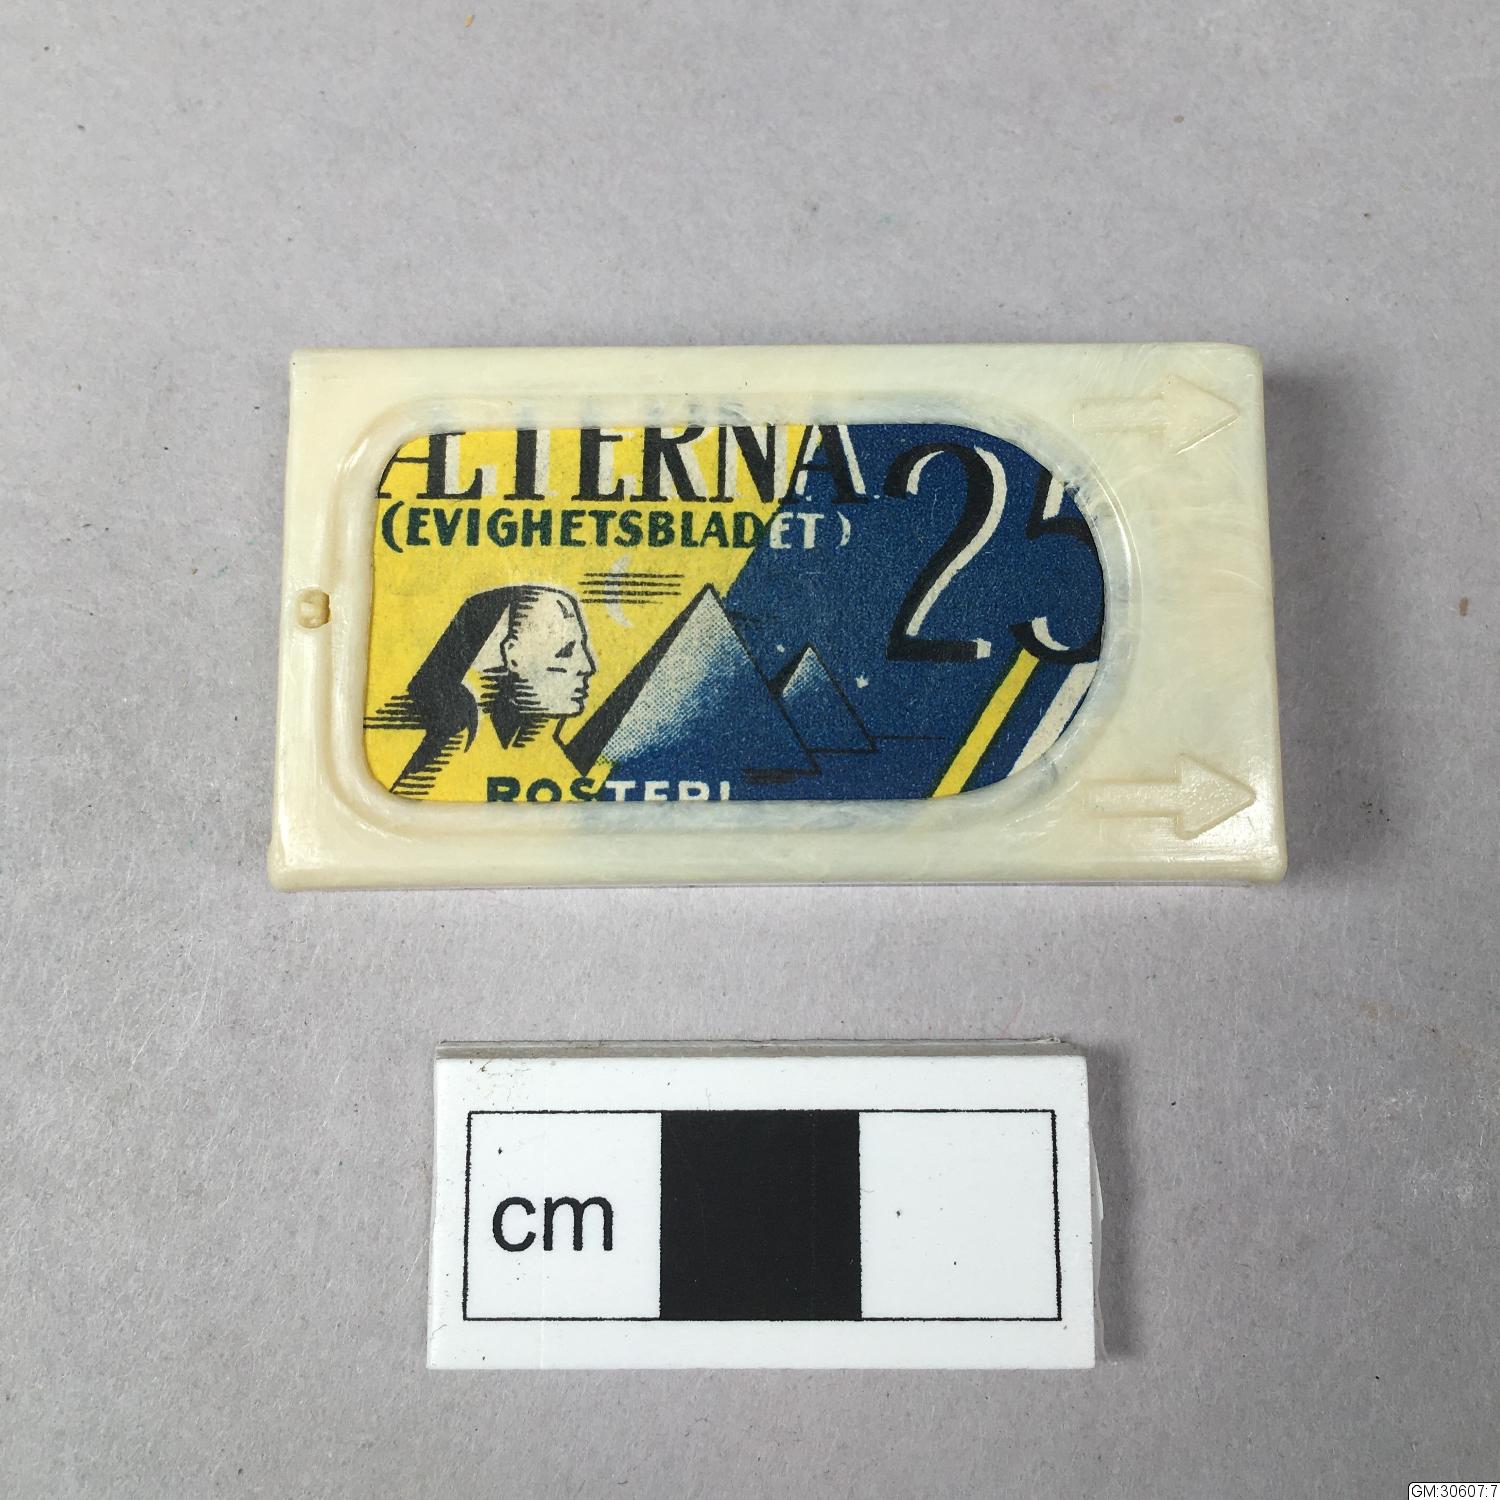 ÆTERNA
(EVIGHETSBLADET)
25
cm
GM:30607:7